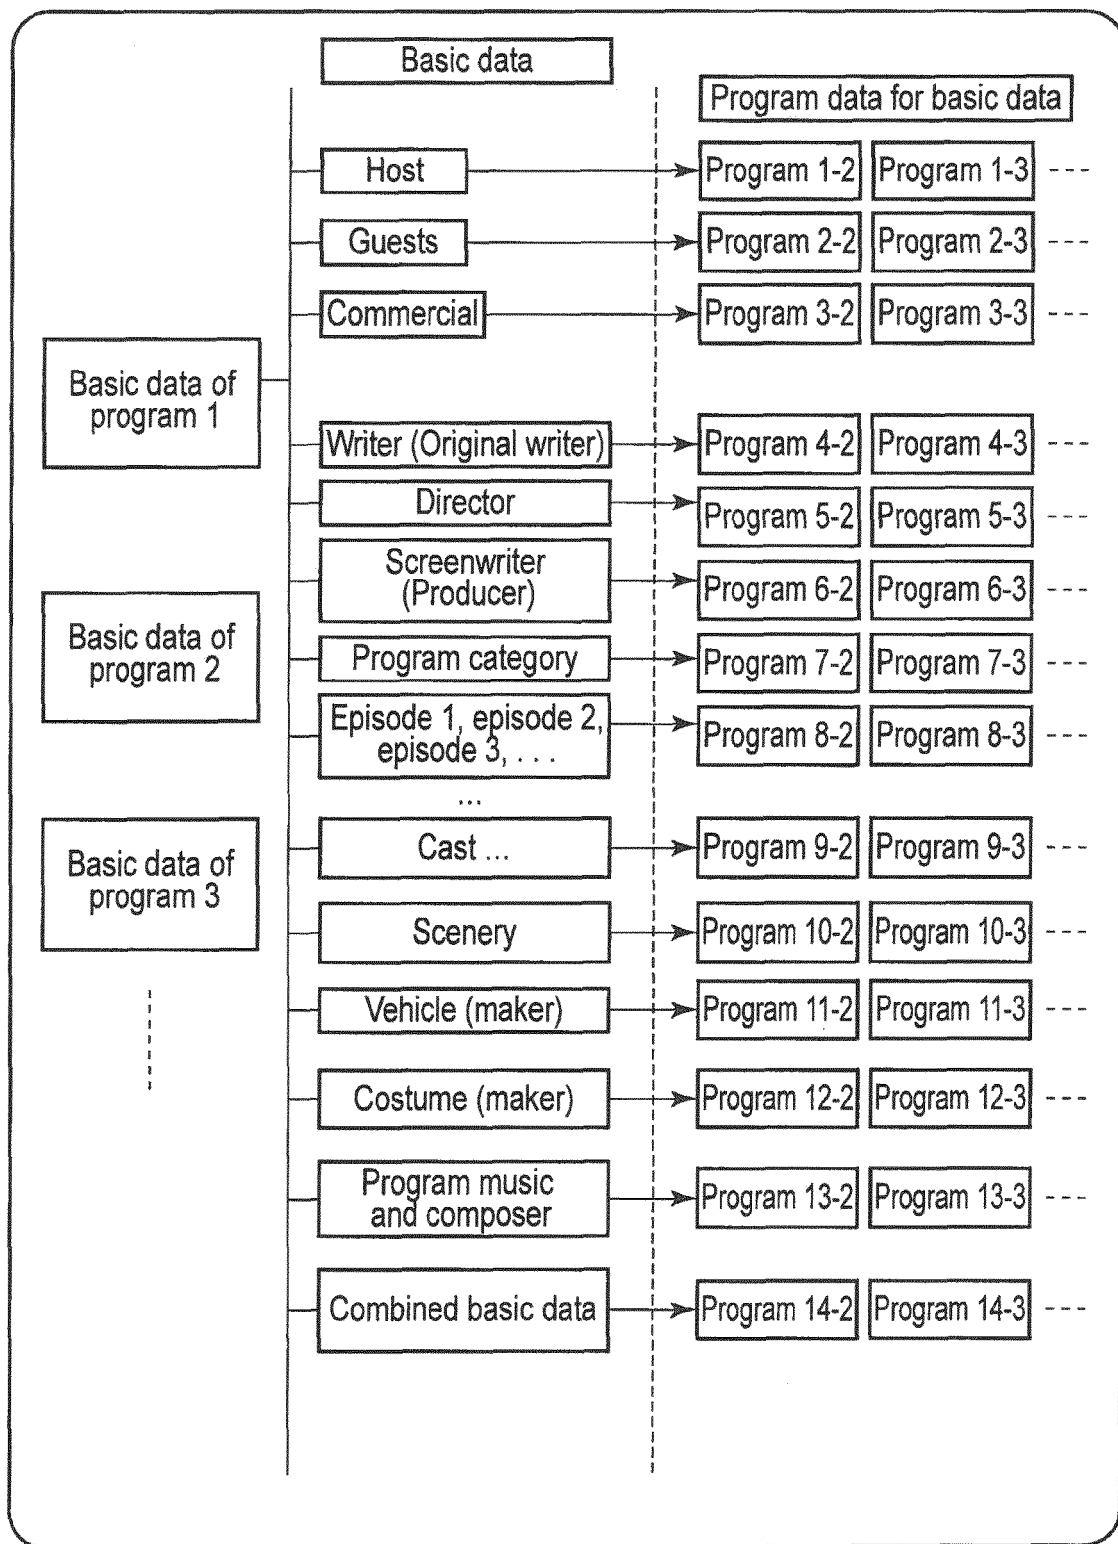 Basic data
Program data for basic data
Host
Program 1-2
Program 1-3
Guests
Program 2-2
Program 2-3
Commercial
Program 3-2
Program 3-3
Basic data of
program 1
Writer (Original writer)
Program 4-2
Program 4-3
Director
Program 5-2
Program 5-3
Screenwriter
(Producer)
Program 6-2
Program 6-3
Basic data of
program 2
Program category
Program 7-2
Program 7-3
Episode 1, episode 2,
episode 3, . . .
Program 8-2
Program 8-3
...
Basic data of
program 3
Cast ...
Program 9-2
Program 9-3
Scenery
Program 10-2
Program 10-3
Vehicle (maker)
Program 11-2
Program 11-3
Costume (maker)
Program 12-2
Program 12-3
Program music
and composer
Program 13-2
Program 13-3
Combined basic data
Program 14-2
Program 14-3